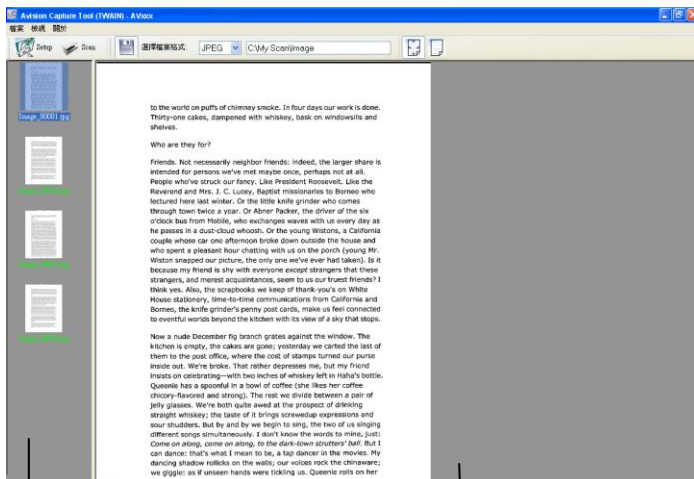 Avision Capture Tool (TWAIN) - AVxxx
檔案 檢視 關於
Setup Scan 選擇檔案格式: JPEG C:\My Scan\Image
Image_00001.jpg
to the world on puffs of chimney smoke. In four days our work is done.
Thirty-one cakes, dampened with whiskey, bask on windowsills and
shelves.
Who are they for?
Friends. Not necessarily neighbor friends: indeed, the larger share is
intended for persons we've met maybe once, perhaps not at all.
People who've struck our fancy. Like President Roosevelt. Like the
Reverend and Mrs. J. C. Lucey, Baptist missionaries to Borneo who
lectured here last winter. Or the little knife grinder who comes
through town twice a year. Or Abner Packer, the driver of the six
o'clock bus from Mobile, who exchanges waves with us every day as
he passes in a dust-cloud whoosh. Or the young Wistons, a California
couple whose car one afternoon broke down outside the house and
who spent a pleasant hour chatting with us on the porch (young Mr.
Wiston snapped our picture, the only one we've ever had taken). Is it
because my friend is shy with everyone except strangers that these
strangers, and merest acquaintances, seem to us our truest friends? I
think yes. Also, the scrapbooks we keep of thank-you's on White
House stationery, time-to-time communications from California and
Borneo, the knife grinder's penny post cards, make us feel connected
to eventful worlds beyond the kitchen with its view of a sky that stops.
Now a nude December fig branch grates against the window. The
kitchen is empty, the cakes are gone; yesterday we carted the last of
them to the post office, where the cost of stamps turned our purse
inside out. We're broke. That rather depresses me, but my friend
insists on celebrating—with two inches of whiskey left in Haha's bottle.
Queenie has a spoonful in a bowl of coffee (she likes her coffee
chicory-flavored and strong). The rest we divide between a pair of
jelly glasses. We're both quite awed at the prospect of drinking
straight whiskey; the taste of it brings screwedup expressions and
sour shudders. But by and by we begin to sing, the two of us singing
different songs simultaneously. I don't know the words to mine, just:
Come on along, come on along, to the dark-town strutters' ball. But I
can dance: that's what I mean to be, a tap dancer in the movies. My
dancing shadow rollicks on the walls; our voices rock the chinaware;
we giggle: as if unseen hands were tickling us. Queenie rolls on her